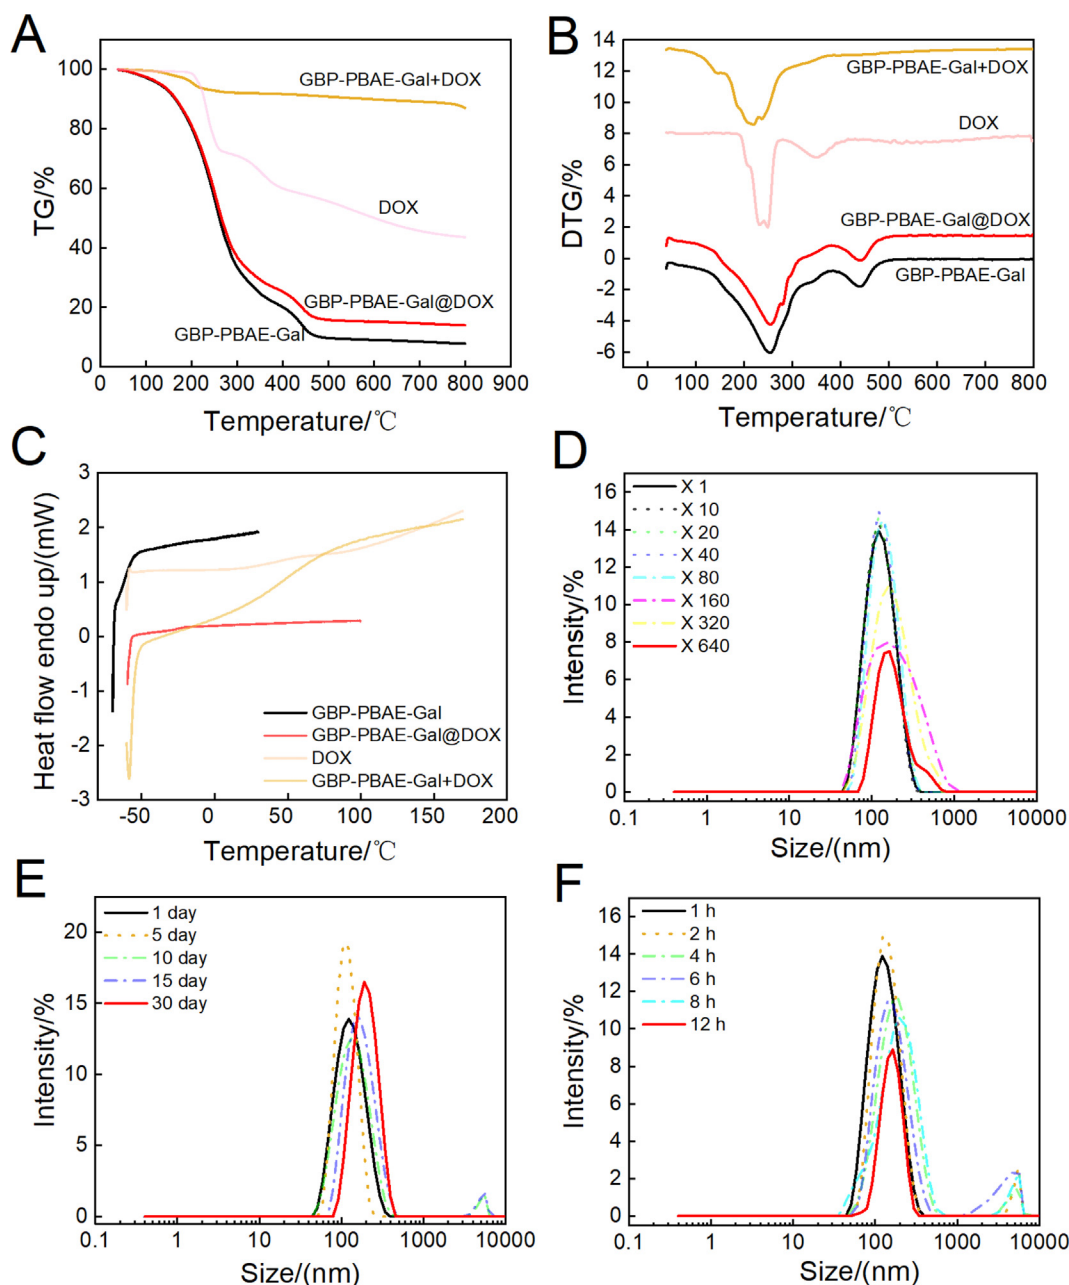 A
TG/%
100
80
60
40
20
0
GBP-PBAE-Gal+DOX
DOX
GBP-PBAE-Gal@DOX
GBP-PBAE-Gal
0 100 200 300 400 500 600 700 800 900
Temperature/℃
B
DTG/%
14
12
10
8
6
4
2
0
-2
-4
-6
GBP-PBAE-Gal+DOX
DOX
GBP-PBAE-Gal@DOX
GBP-PBAE-Gal
0 100 200 300 400 500 600 700 800
Temperature/℃
C
Heat flow endo up/(mW)
3
2
1
0
-1
-2
-3
GBP-PBAE-Gal
GBP-PBAE-Gal@DOX
DOX
GBP-PBAE-Gal+DOX
-50 0 50 100 150 200
Temperature/℃
D
Intensity/%
16
14
12
10
8
6
4
2
0
X 1
X 10
X 20
X 40
X 80
X 160
X 320
X 640
0.1 1 10 100 1000 10000
Size/(nm)
E
Intensity/%
20
15
10
5
0
1 day
5 day
10 day
15 day
30 day
0.1 1 10 100 1000 10000
Size/(nm)
F
Intensity/%
16
14
12
10
8
6
4
2
0
1 h
2 h
4 h
6 h
8 h
12 h
0.1 1 10 100 1000 10000
Size/(nm)